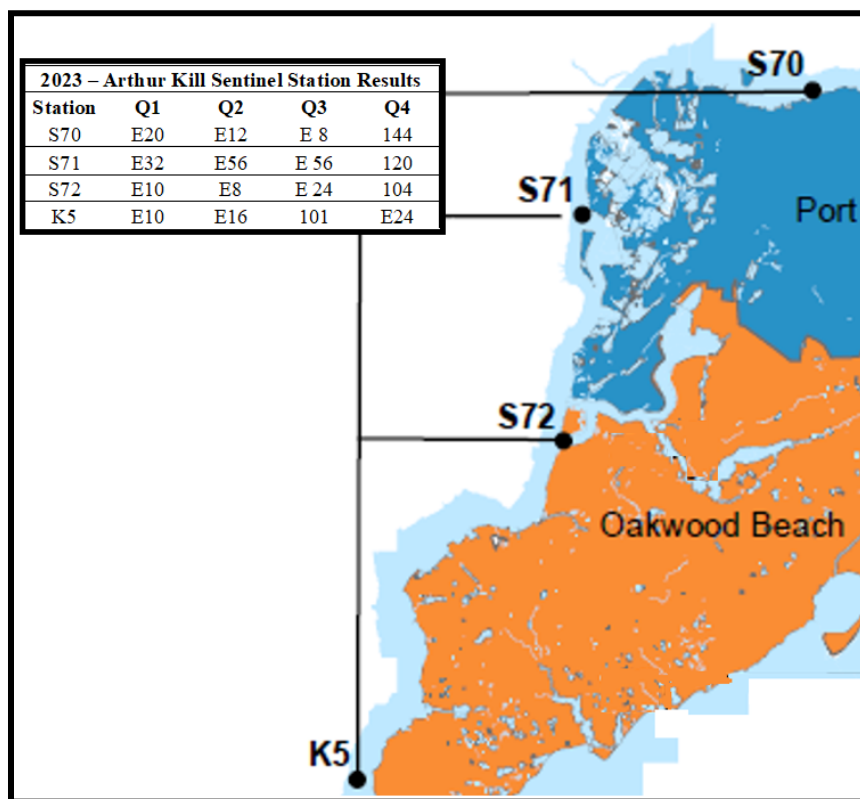 S70
2023 – Arthur Kill Sentinel Station Results
Station Q1 Q2 Q3 Q4
S70 E20 E12 E 8 144
S71 E32 E56 E 56 120
S72 E10 E8 E 24 104
K5 E10 E16 101 E24
S71
Port
S72
Oakwood Beach
K5